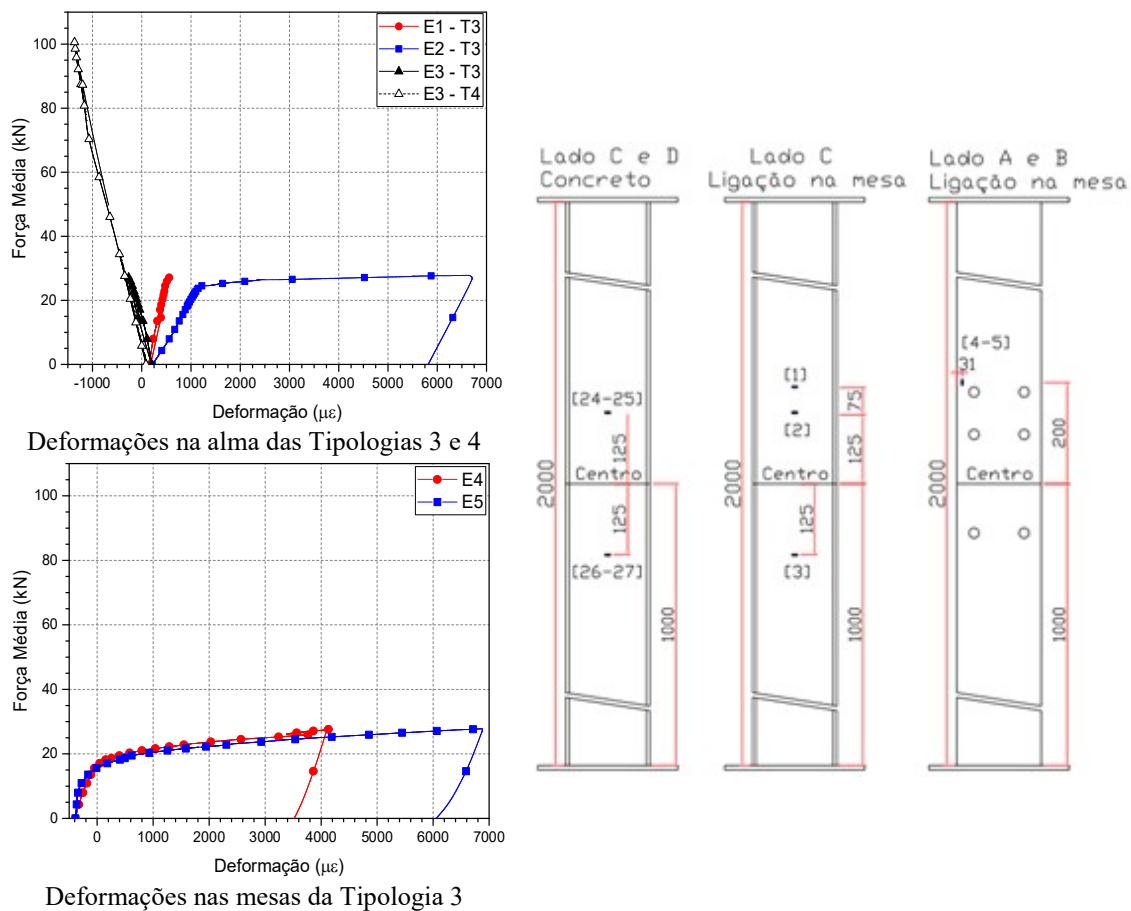 E1 - T3
E2 - T3
E3 - T3
E3 - T4
100
80
60
40
20
0
Força Média (kN)
-1000 0 1000 2000 3000 4000 5000 6000 7000
Deformação (με)
Deformações na alma das Tipologias 3 e 4
E4
E5
100
80
60
40
20
0
Força Média (kN)
0 1000 2000 3000 4000 5000 6000 7000
Deformação (με)
Deformações nas mesas da Tipologia 3
Lado C e D
Concreto
[24-25]
125
2000
Centro
125
[26-27]
1000
Lado C
Ligação na mesa
[1]
75
[2]
125
2000
Centro
125
[3]
1000
Lado A e B
Ligação na mesa
[4-5]
31
200
2000
Centro
1000